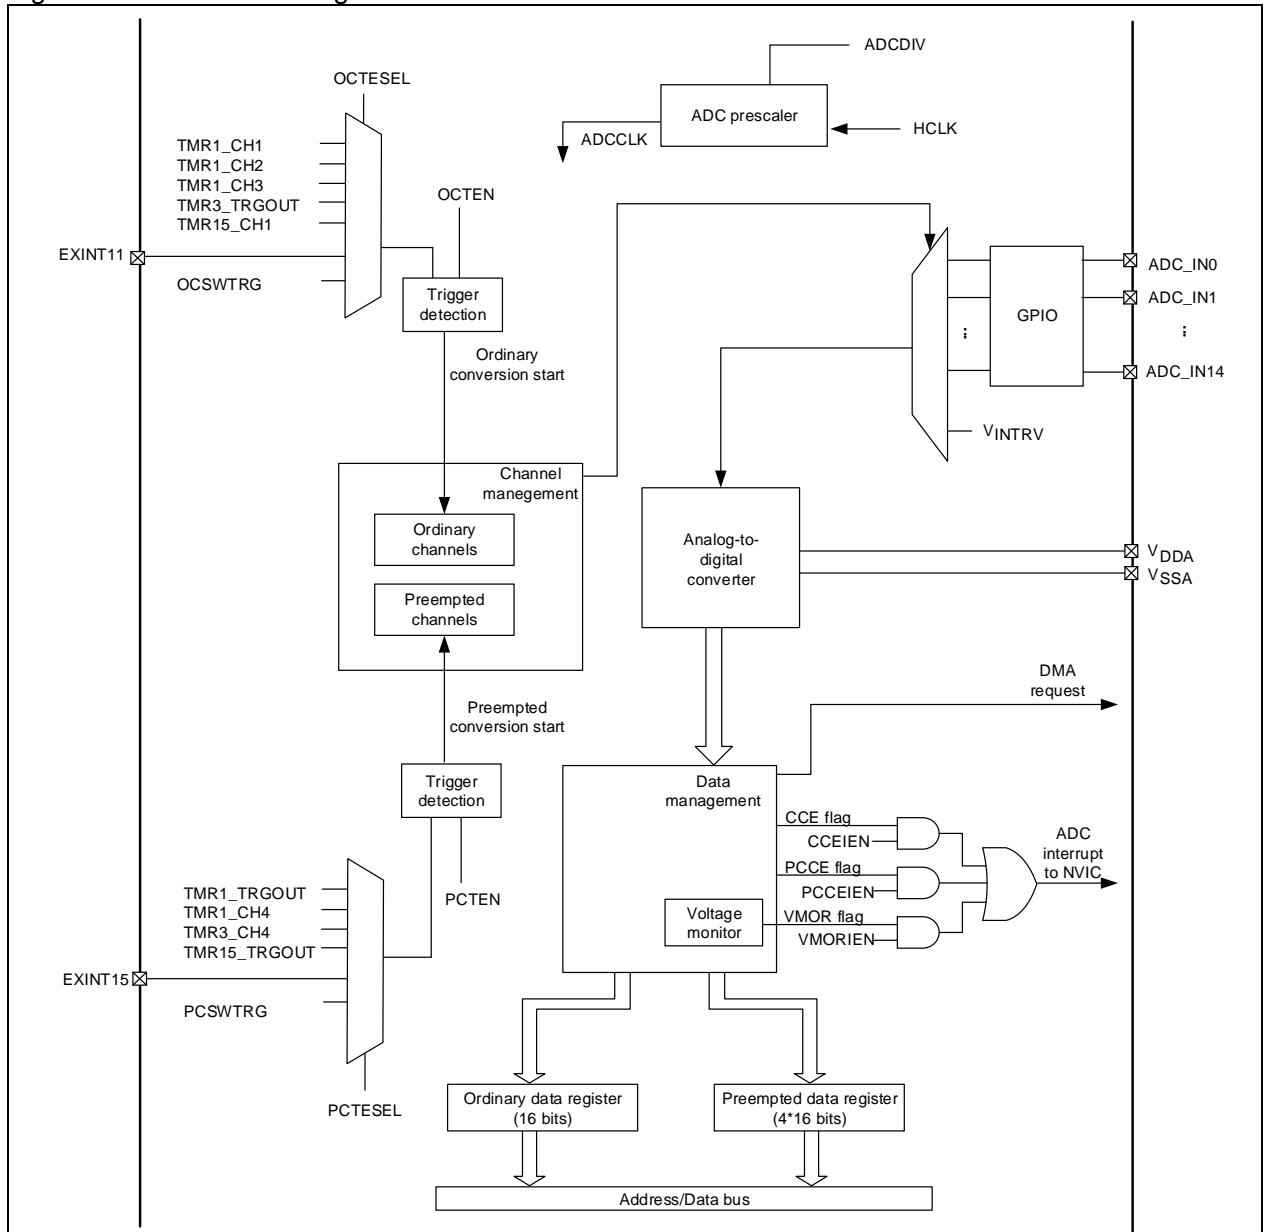 ADCDIV
OCTESEL
ADC prescaler
HCLK
ADCCLK
TMR1_CH1
TMR1_CH2
TMR1_CH3
TMR3_TRGOUT
TMR15_CH1
OCTEN
EXINT11
OCSWTRG
Trigger
detection
Ordinary
conversion start
GPIO
ADC_IN0
ADC_IN1
...
...
ADC_IN14
VINTRV
Channel
manegement
Ordinary
channels
Preempted
channels
Analog-to-
digital
converter
VDDA
VSSA
DMA
request
Preempted
conversion start
Trigger
detection
Data
management
CCE flag
CCEIEN
PCCE flag
PCCEIEN
Voltage
monitor
VMOR flag
VMORIEN
ADC
interrupt
to NVIC
PCTEN
TMR1_TRGOUT
TMR1_CH4
TMR3_CH4
TMR15_TRGOUT
EXINT15
PCSWTRG
PCTESEL
Ordinary data register
(16 bits)
Preempted data register
(4*16 bits)
Address/Data bus